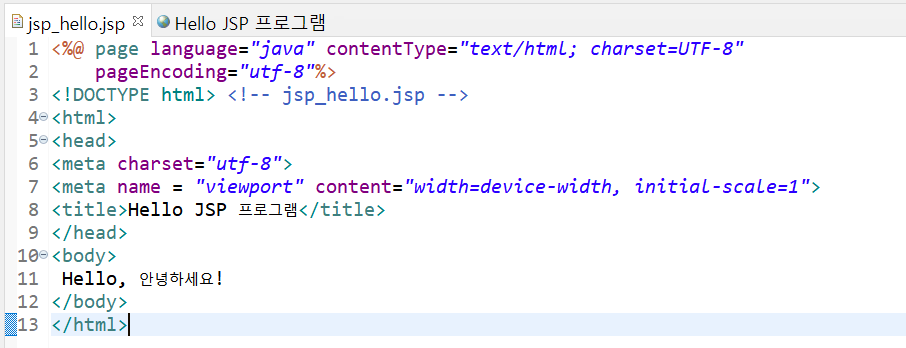 jsp_hello.jsp Hello JSP 프로그램
1 <%@ page language="java" contentType="text/html; charset=UTF-8"
2     pageEncoding="utf-8"%>
3 <!DOCTYPE html> <!-- jsp_hello.jsp -->
4 <html>
5 <head>
6 <meta charset="utf-8">
7 <meta name = "viewport" content="width=device-width, initial-scale=1">
8 <title>Hello JSP 프로그램</title>
9 </head>
10 <body>
11  Hello, 안녕하세요!
12 </body>
13 </html>